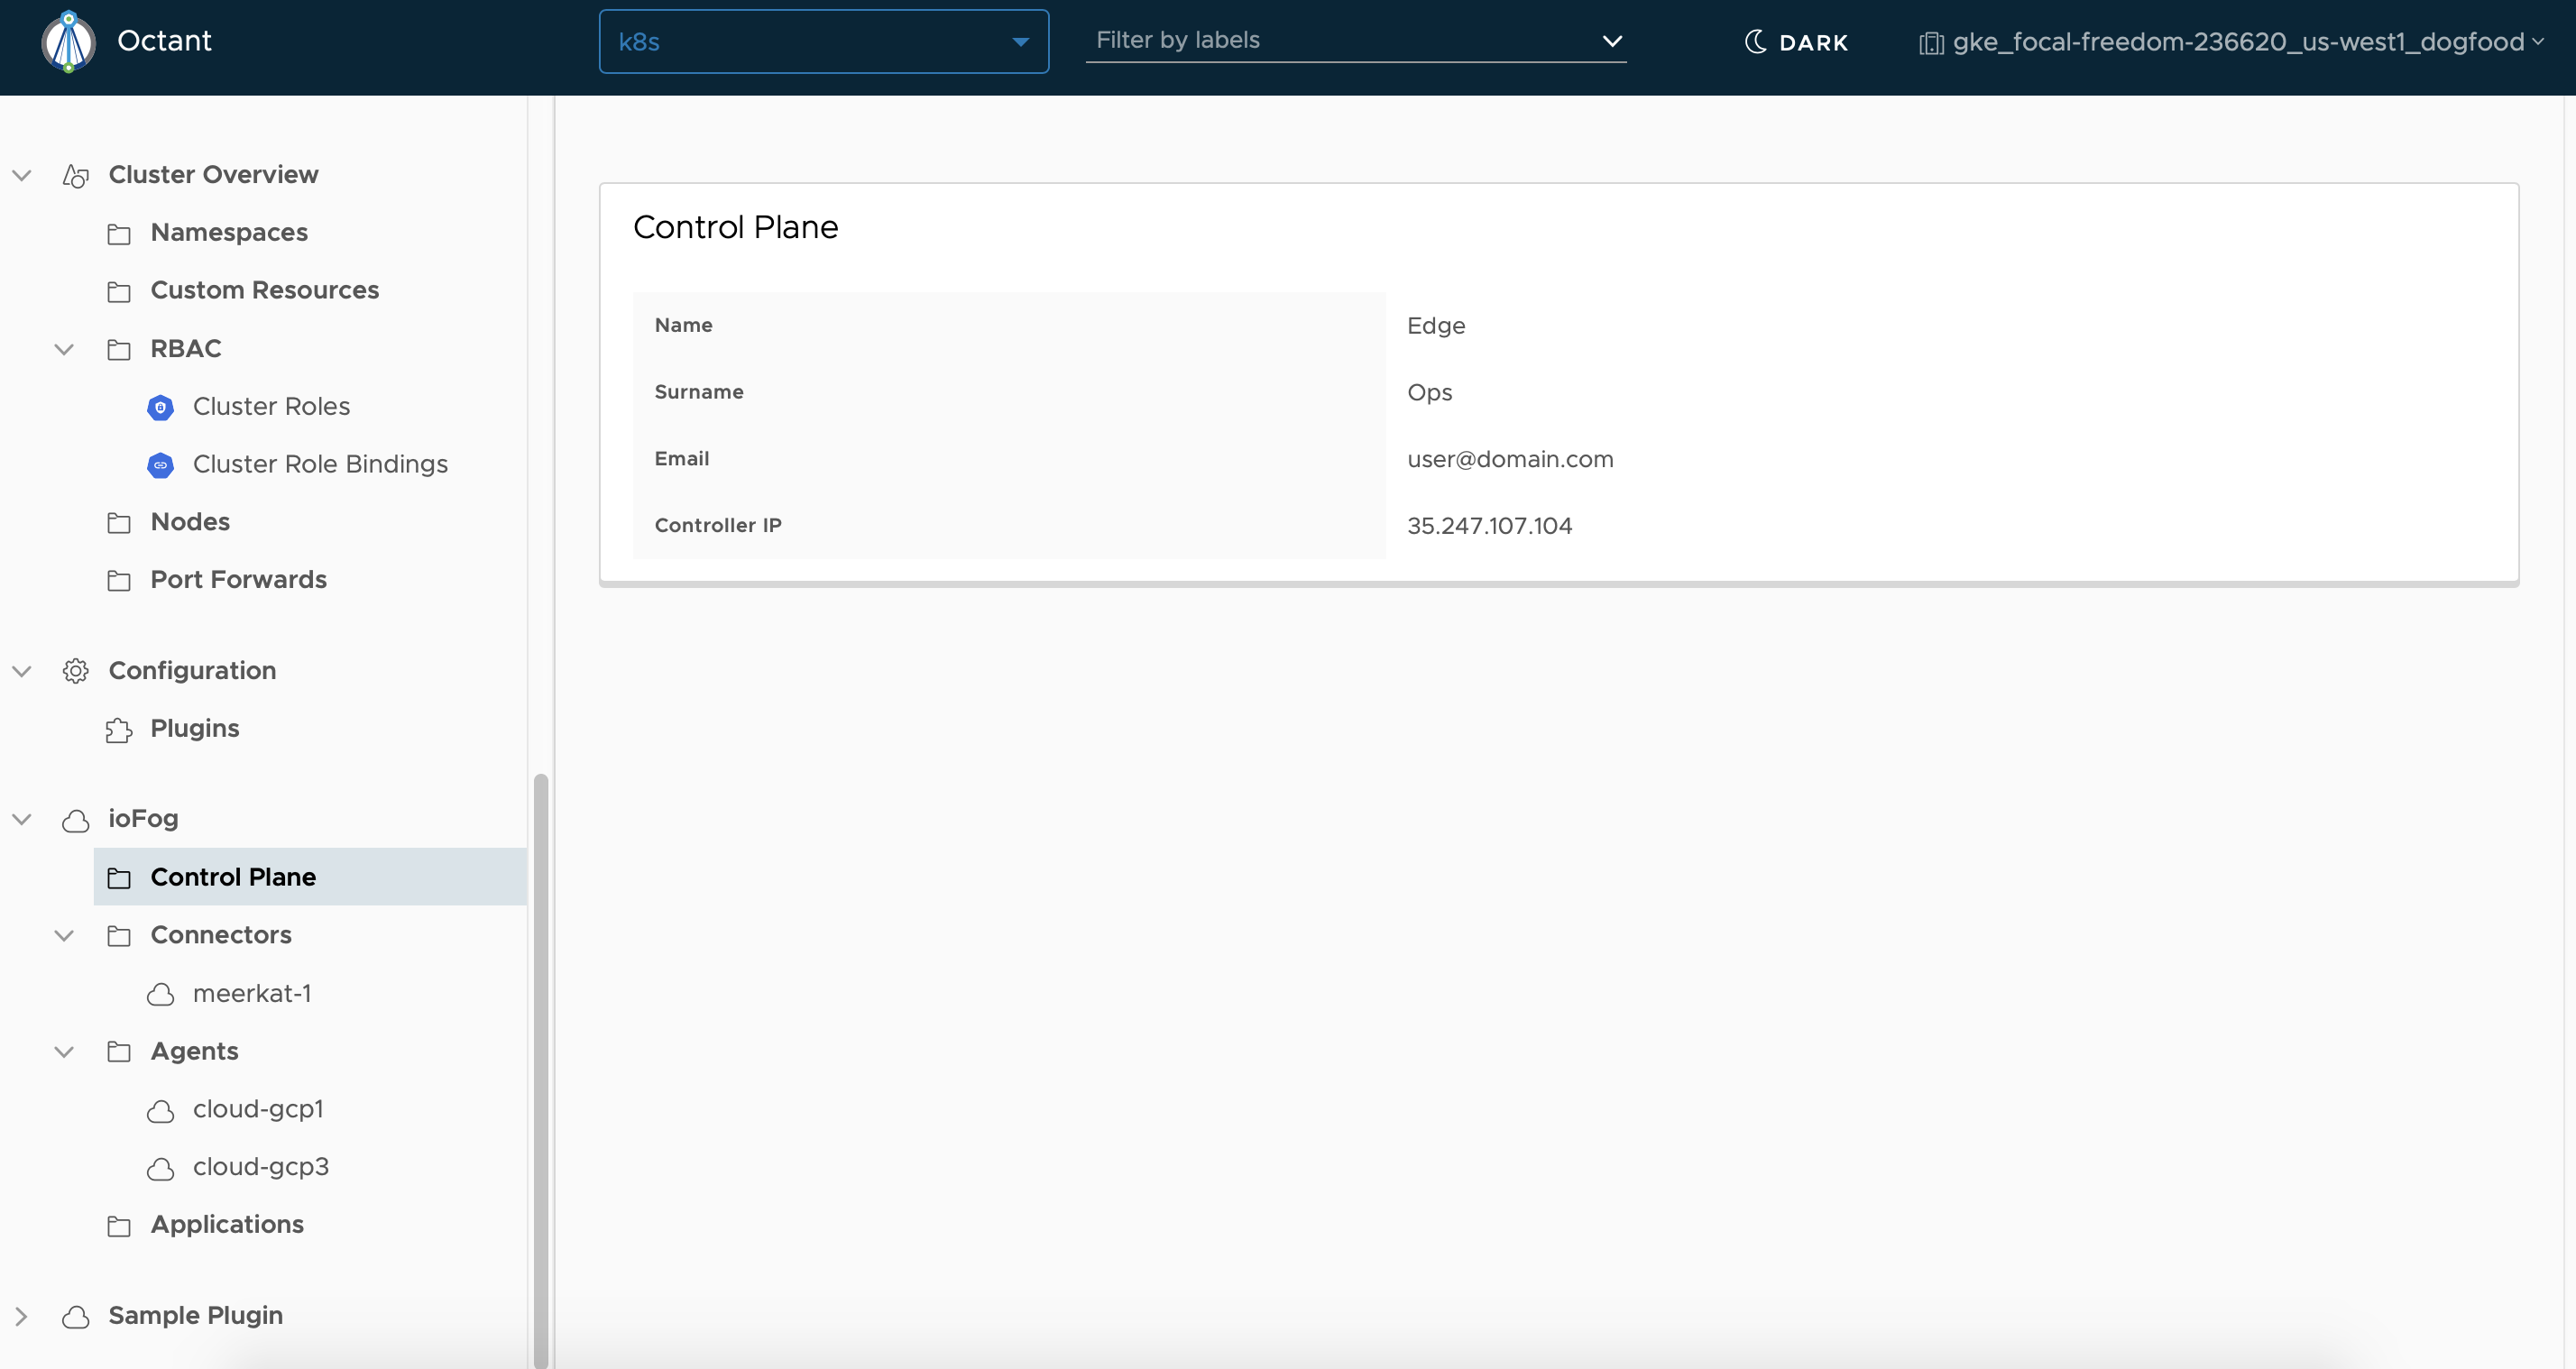 Octant
k8s
Filter by labels
DARK
gke_focal-freedom-236620_us-west1_dogfood
Cluster Overview
Namespaces
Custom Resources
RBAC
Cluster Roles
Cluster Role Bindings
Nodes
Port Forwards
Configuration
Plugins
ioFog
Control Plane
Connectors
meerkat-1
Agents
cloud-gcp1
cloud-gcp3
Applications
Sample Plugin
Control Plane
Name Edge
Surname Ops
Email user@domain.com
Controller IP 35.247.107.104